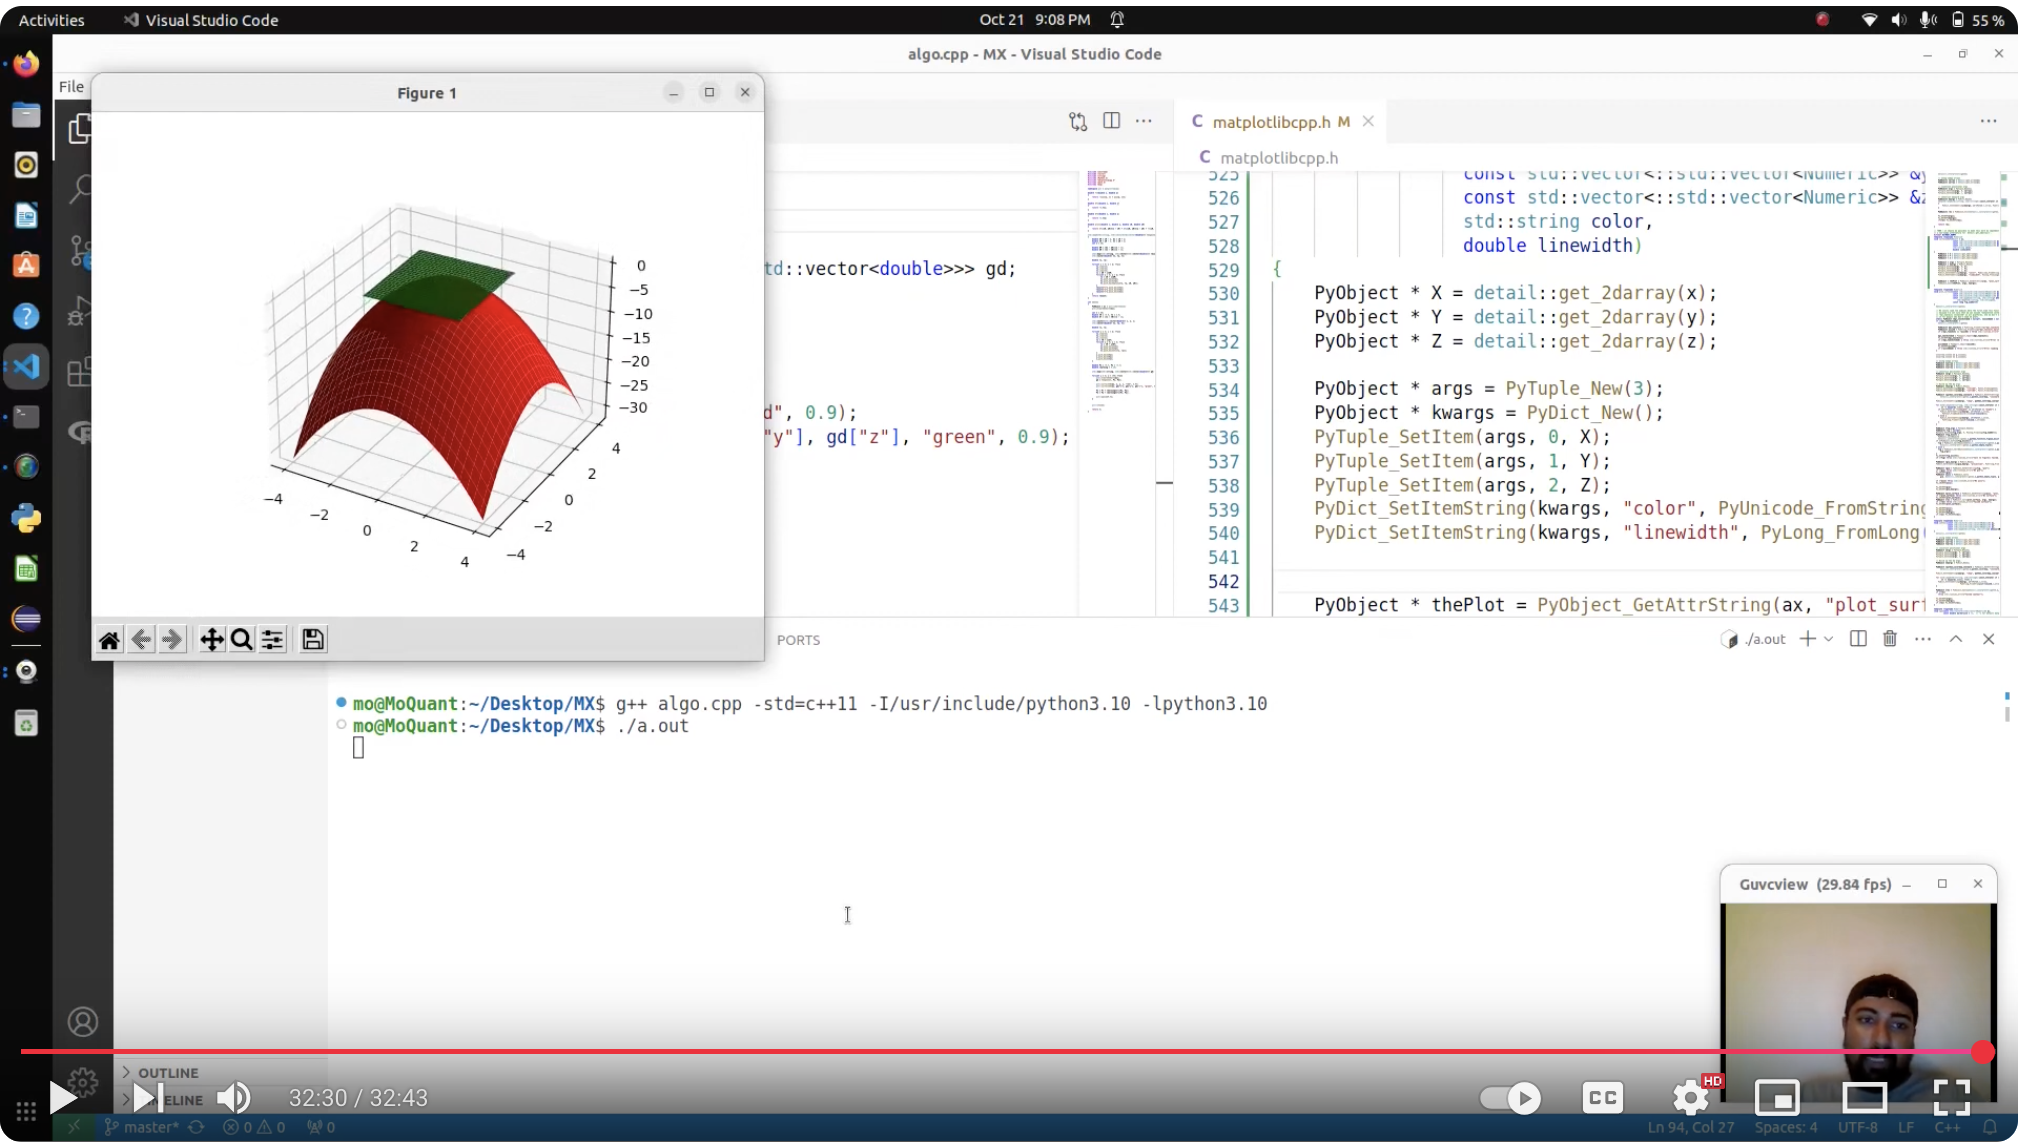 Activities
Visual Studio Code
Oct 21 9:08 PM
55 %
algo.cpp - MX - Visual Studio Code
File
Figure 1
0
−5
−10
−15
−20
−25
−30
−4
−2
0
2
4
−4
−2
0
2
4
td::vector<double>>> gd;
d", 0.9);
"y"], gd["z"], "green", 0.9);
C matplotlibcpp.h M
C matplotlibcpp.h
525 const std::vector<::std::vector<Numeric>> &y
526 const std::vector<::std::vector<Numeric>> &z
527 std::string color,
528 double linewidth)
529 {
530 PyObject * X = detail::get_2darray(x);
531 PyObject * Y = detail::get_2darray(y);
532 PyObject * Z = detail::get_2darray(z);
533
534 PyObject * args = PyTuple_New(3);
535 PyObject * kwargs = PyDict_New();
536 PyTuple_SetItem(args, 0, X);
537 PyTuple_SetItem(args, 1, Y);
538 PyTuple_SetItem(args, 2, Z);
539 PyDict_SetItemString(kwargs, "color", PyUnicode_FromString
540 PyDict_SetItemString(kwargs, "linewidth", PyLong_FromLong(
541
542
543 PyObject * thePlot = PyObject_GetAttrString(ax, "plot_surf
PORTS
./a.out
mo@MoQuant:~/Desktop/MX$ g++ algo.cpp -std=c++11 -I/usr/include/python3.10 -lpython3.10
mo@MoQuant:~/Desktop/MX$ ./a.out
Guvcview (29.84 fps)
OUTLINE
ELINE
32:30 / 32:43
CC
HD
master*
0 0
0
Ln 94, Col 27
Spaces: 4
UTF-8
LF
C++